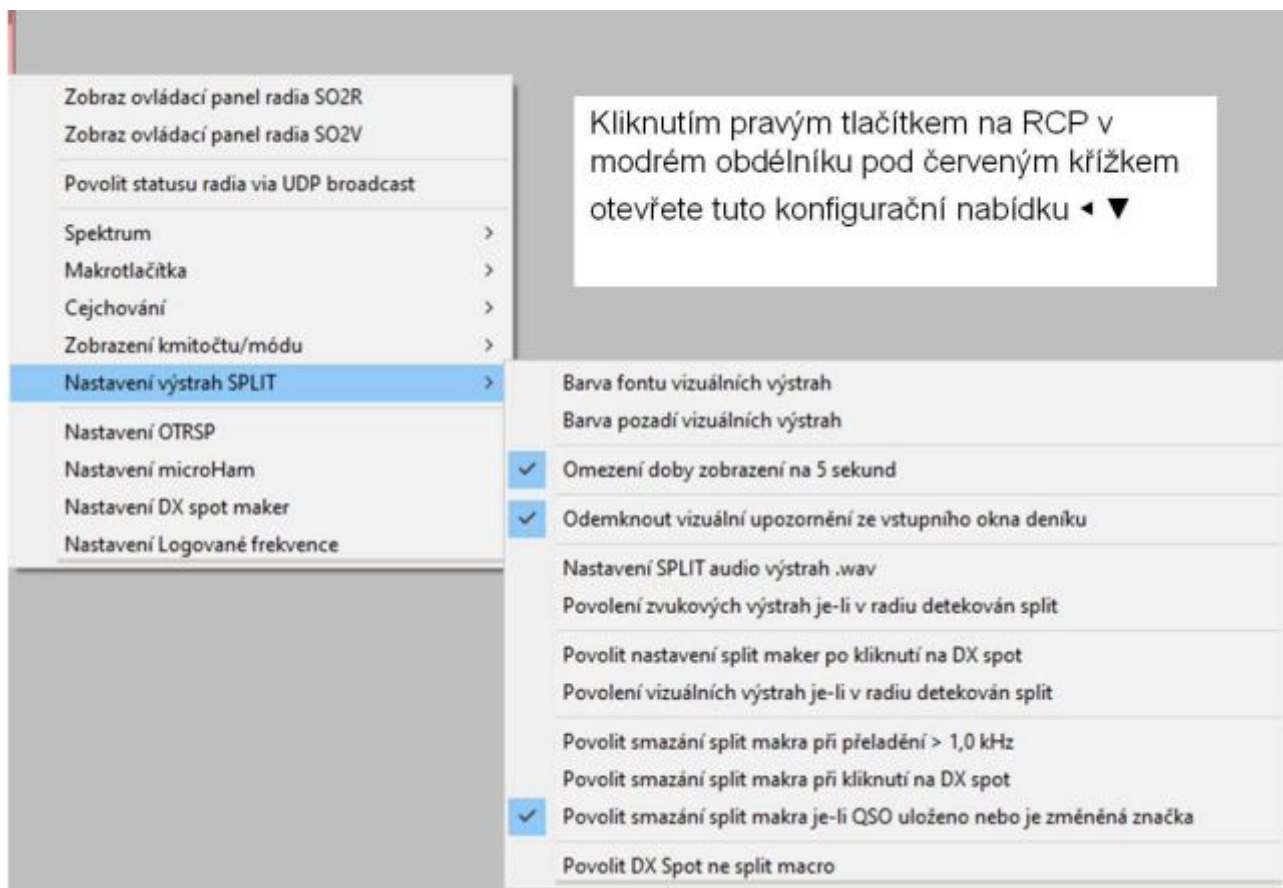 Zobraz ovládací panel radia SO2R
Zobraz ovládací panel radia SO2V
Povolit statusu radia via UDP broadcast
Spektrum
Makrotlačítka
Cejchování
Zobrazení kmitočtu/módu
Nastavení výstrah SPLIT
Nastavení OTRSP
Nastavení microHam
Nastavení DX spot maker
Nastavení Logované frekvence
Kliknutím pravým tlačítkem na RCP v
modrém obdélníku pod červeným křížkem
otevřete tuto konfigurační nabídku ◂ ▼
Barva fontu vizuálních výstrah
Barva pozadí vizuálních výstrah
Omezení doby zobrazení na 5 sekund
Odemknout vizuální upozornění ze vstupního okna deníku
Nastavení SPLIT audio výstrah .wav
Povolení zvukových výstrah je-li v radiu detekován split
Povolit nastavení split maker po kliknutí na DX spot
Povolení vizuálních výstrah je-li v radiu detekován split
Povolit smazání split makra při přeladění > 1,0 kHz
Povolit smazání split makra při kliknutí na DX spot
Povolit smazání split makra je-li QSO uloženo nebo je změněná značka
Povolit DX Spot ne split macro